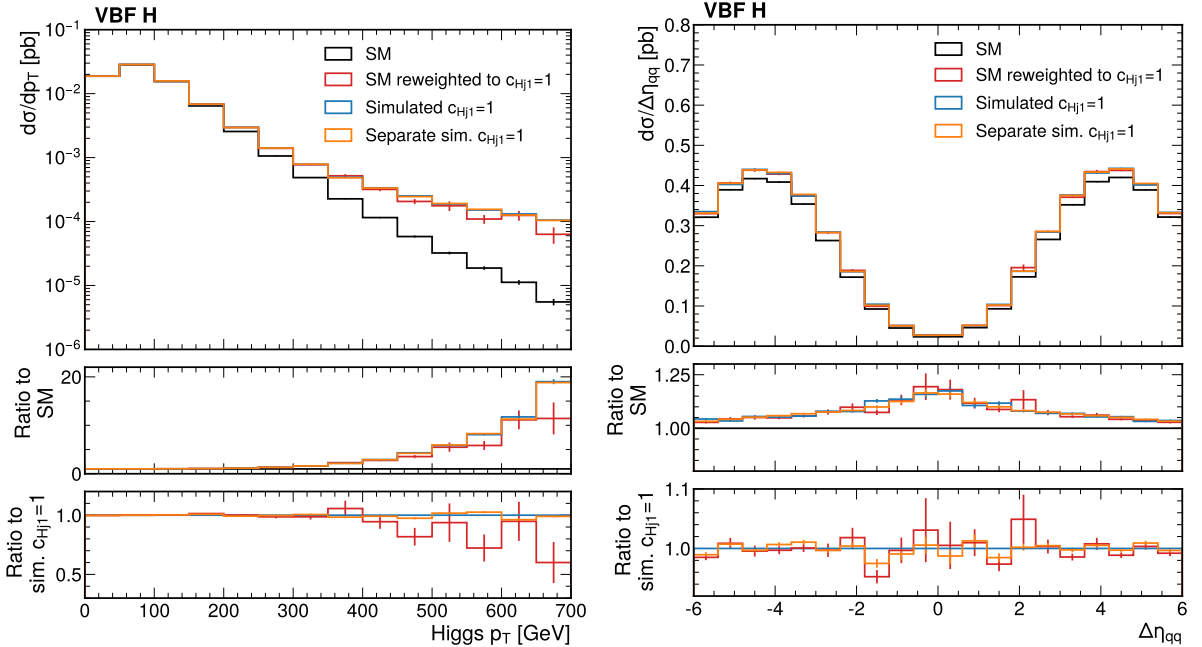 VBF H
dσ/dpT [pb]
10−1
10−2
10−3
10−4
10−5
10−6
SM
SM reweighted to cHj1=1
Simulated cHj1=1
Separate sim. cHj1=1
Ratio to
SM
20
0
Ratio to
sim. cHj1=1
1.0
0.5
0 100 200 300 400 500 600 700
Higgs pT [GeV]
VBF H
dσ/Δηqq [pb]
0.8
0.7
0.6
0.5
0.4
0.3
0.2
0.1
0.0
SM
SM reweighted to cHj1=1
Simulated cHj1=1
Separate sim. cHj1=1
Ratio to
SM
1.25
1.00
Ratio to
sim. cHj1=1
1.1
1.0
−6 −4 −2 0 2 4 6
Δηqq